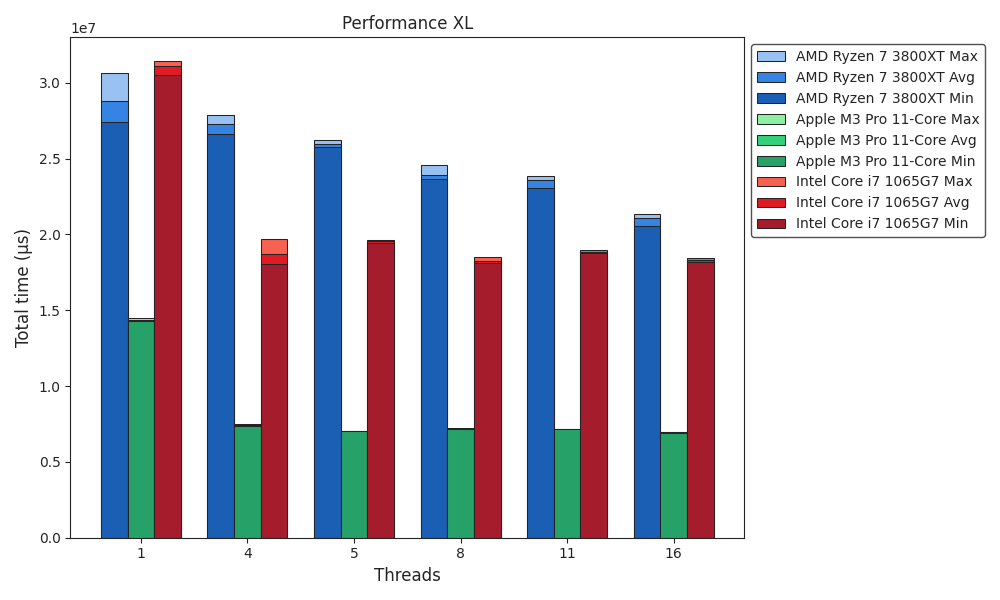 Performance XL
1e7
3.0
2.5
2.0
1.5
1.0
0.5
0.0
Total time (µs)
1 4 5 8 11 16
Threads
AMD Ryzen 7 3800XT Max
AMD Ryzen 7 3800XT Avg
AMD Ryzen 7 3800XT Min
Apple M3 Pro 11-Core Max
Apple M3 Pro 11-Core Avg
Apple M3 Pro 11-Core Min
Intel Core i7 1065G7 Max
Intel Core i7 1065G7 Avg
Intel Core i7 1065G7 Min